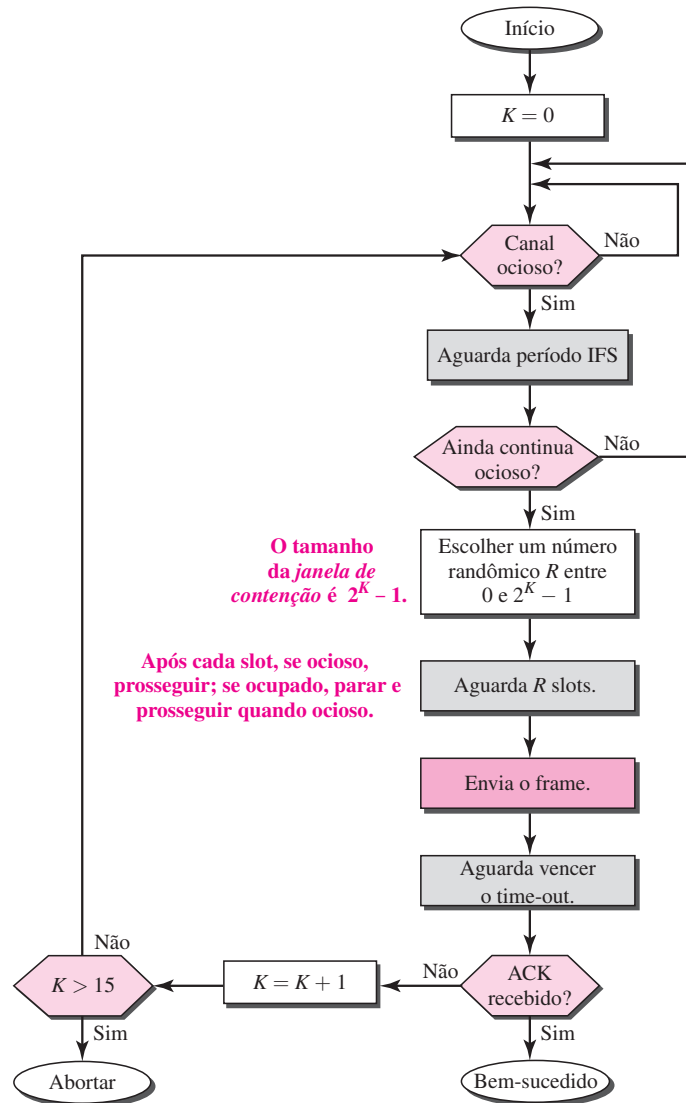 Início
K = 0
Canal
ocioso?
Não
Sim
Aguarda período IFS
Ainda continua
ocioso?
Não
Sim
O tamanho
da janela de
contenção é 2^K – 1.
Escolher um número
randômico R entre
0 e 2^K − 1
Após cada slot, se ocioso,
prosseguir; se ocupado, parar e
prosseguir quando ocioso.
Aguarda R slots.
Envia o frame.
Aguarda vencer
o time-out.
ACK
recebido?
Não
Sim
K = K + 1
K > 15
Não
Sim
Abortar
Bem-sucedido